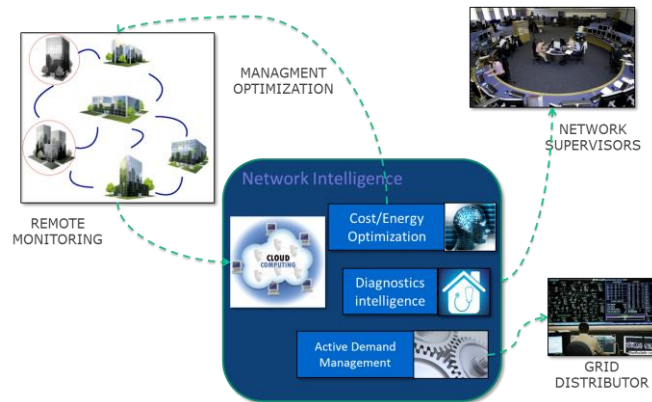 MANAGMENT
OPTIMIZATION
NETWORK
SUPERVISORS
REMOTE
MONITORING
Network Intelligence
Cost/Energy
Optimization
CLOUD
COMPUTING
Diagnostics
intelligence
Active Demand
Management
GRID
DISTRIBUTOR